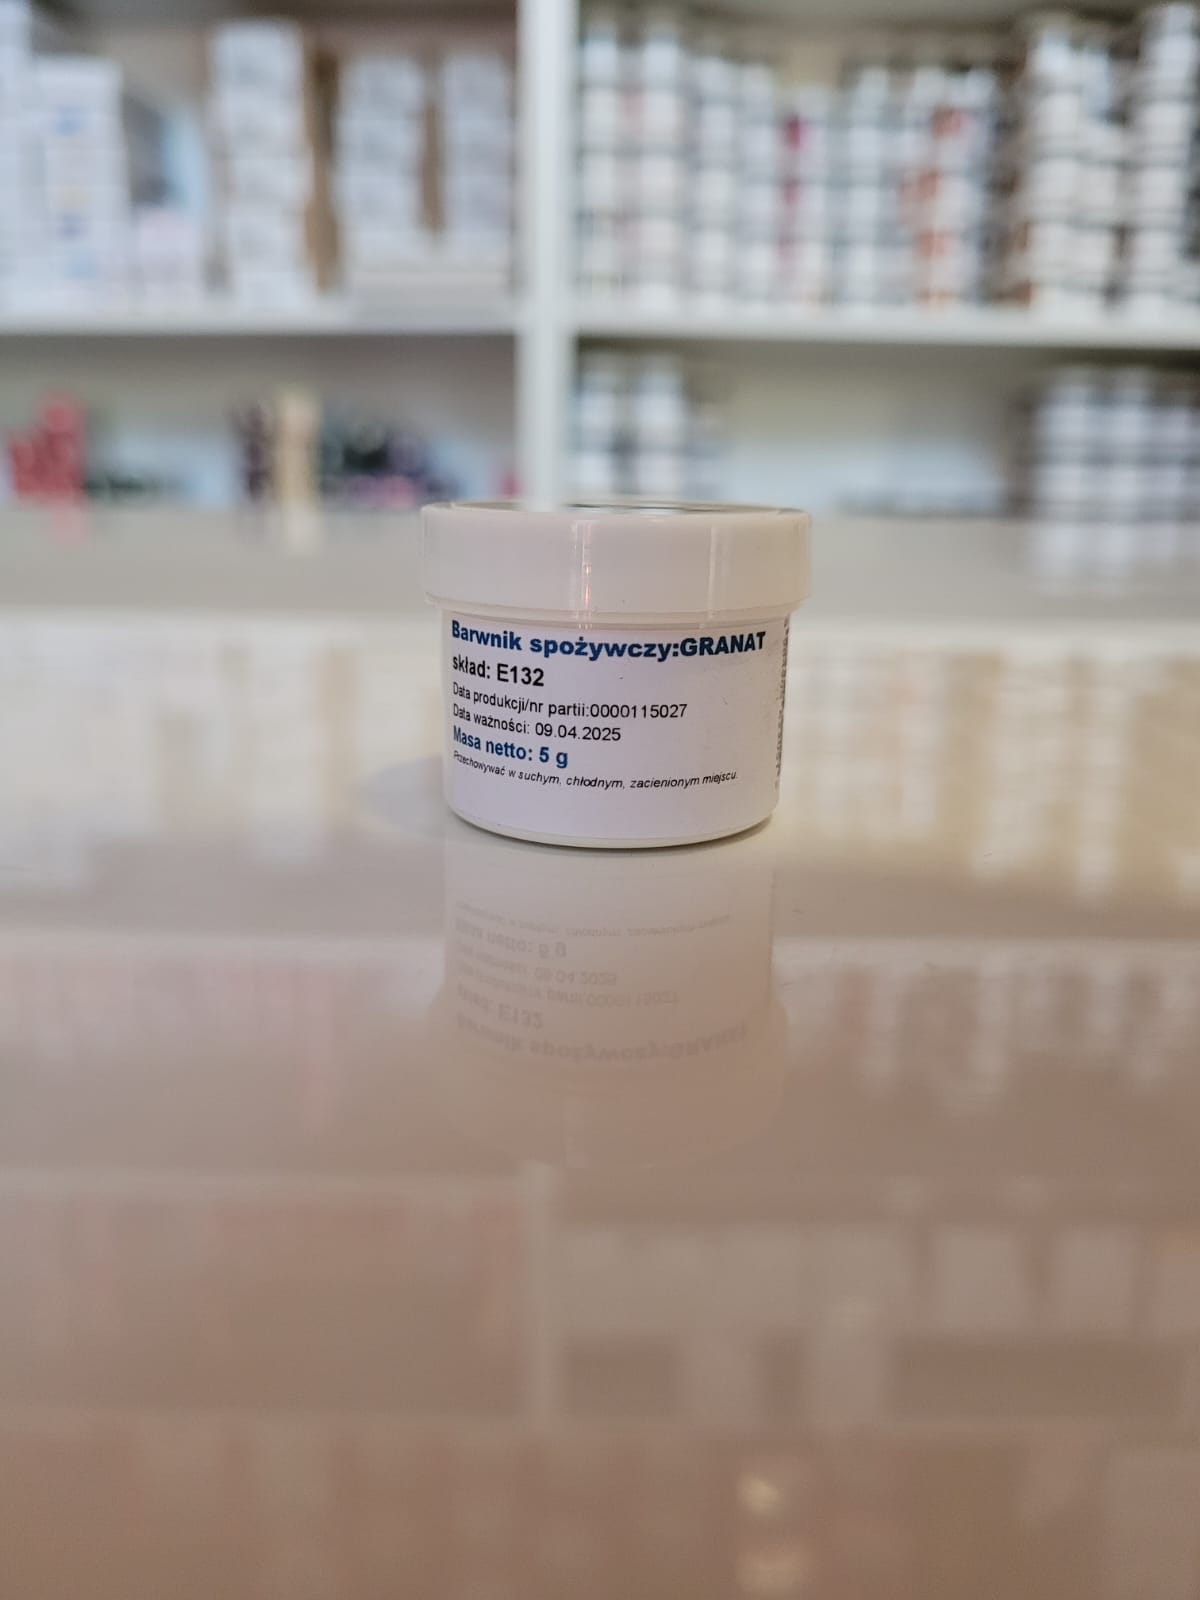 Barwnik spożywczy:GRANAT
skład: E132
Data produkcji/nr partii:0000115027
Data ważności: 09.04.2025
Masa netto: 5 g
Przechowywać w suchym, chłodnym, zacienionym miejscu.